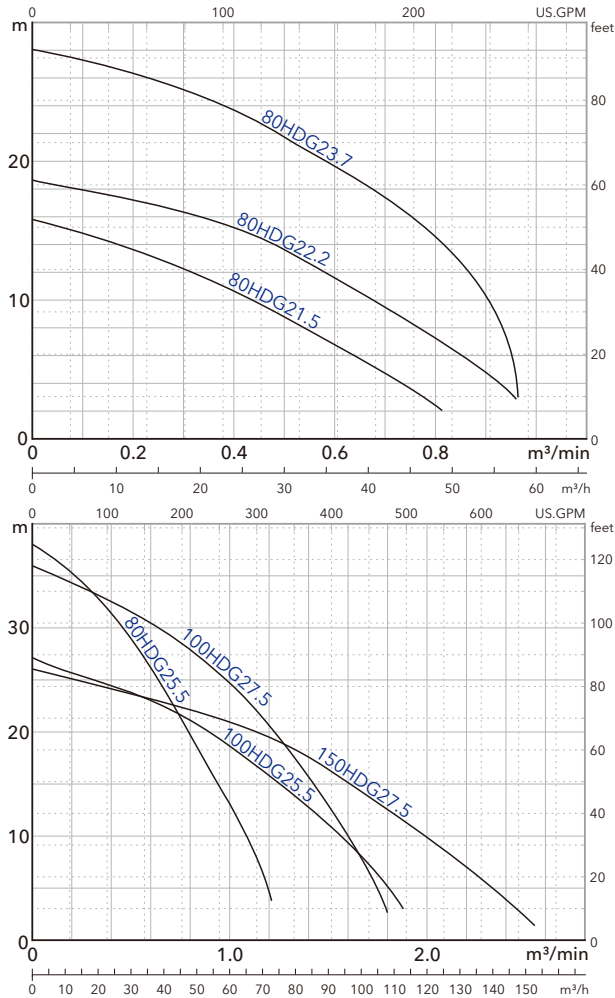 0 100 200 US.GPM
m feet
80
80HDG23.7
20
60
80HDG22.2
40
80HDG21.5
10
20
0 0
0 0.2 0.4 0.6 0.8 m³/min
0 10 20 30 40 50 60 m³/h
0 100 200 300 400 500 600 US.GPM
m feet
120
30 100
80HDG25.5 100HDG27.5
80
20
60
100HDG25.5 150HDG27.5
40
10
20
0 0
0 1.0 2.0 m³/min
0 10 20 30 40 50 60 70 80 90 100 110 120 130 140 150 m³/h